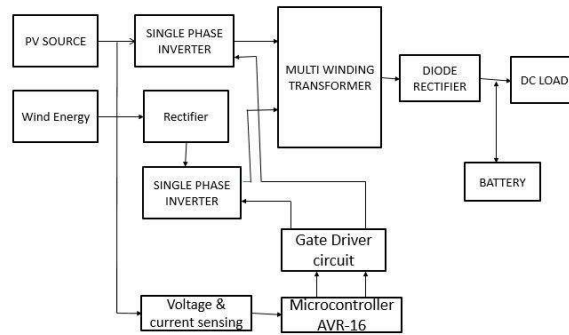 PV SOURCE
SINGLE PHASE
INVERTER
MULTI WINDING
TRANSFORMER
DIODE
RECTIFIER
DC LOAD
Wind Energy
Rectifier
SINGLE PHASE
INVERTER
BATTERY
Gate Driver
circuit
Voltage &
current sensing
Microcontroller
AVR-16